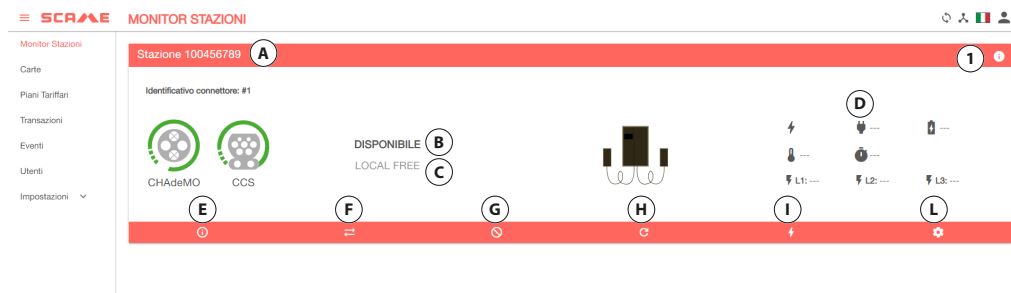 SCAME
MONITOR STAZIONI
Monitor Stazioni
Carte
Piani Tariffari
Transazioni
Eventi
Utenti
Impostazioni
Stazione 100456789
A
1
Identificativo connettore: #1
CHAdeMO
CCS
DISPONIBILE
B
LOCAL FREE
C
D
---
---
---
---
L1: ---
L2: ---
L3: ---
E
F
G
H
I
L